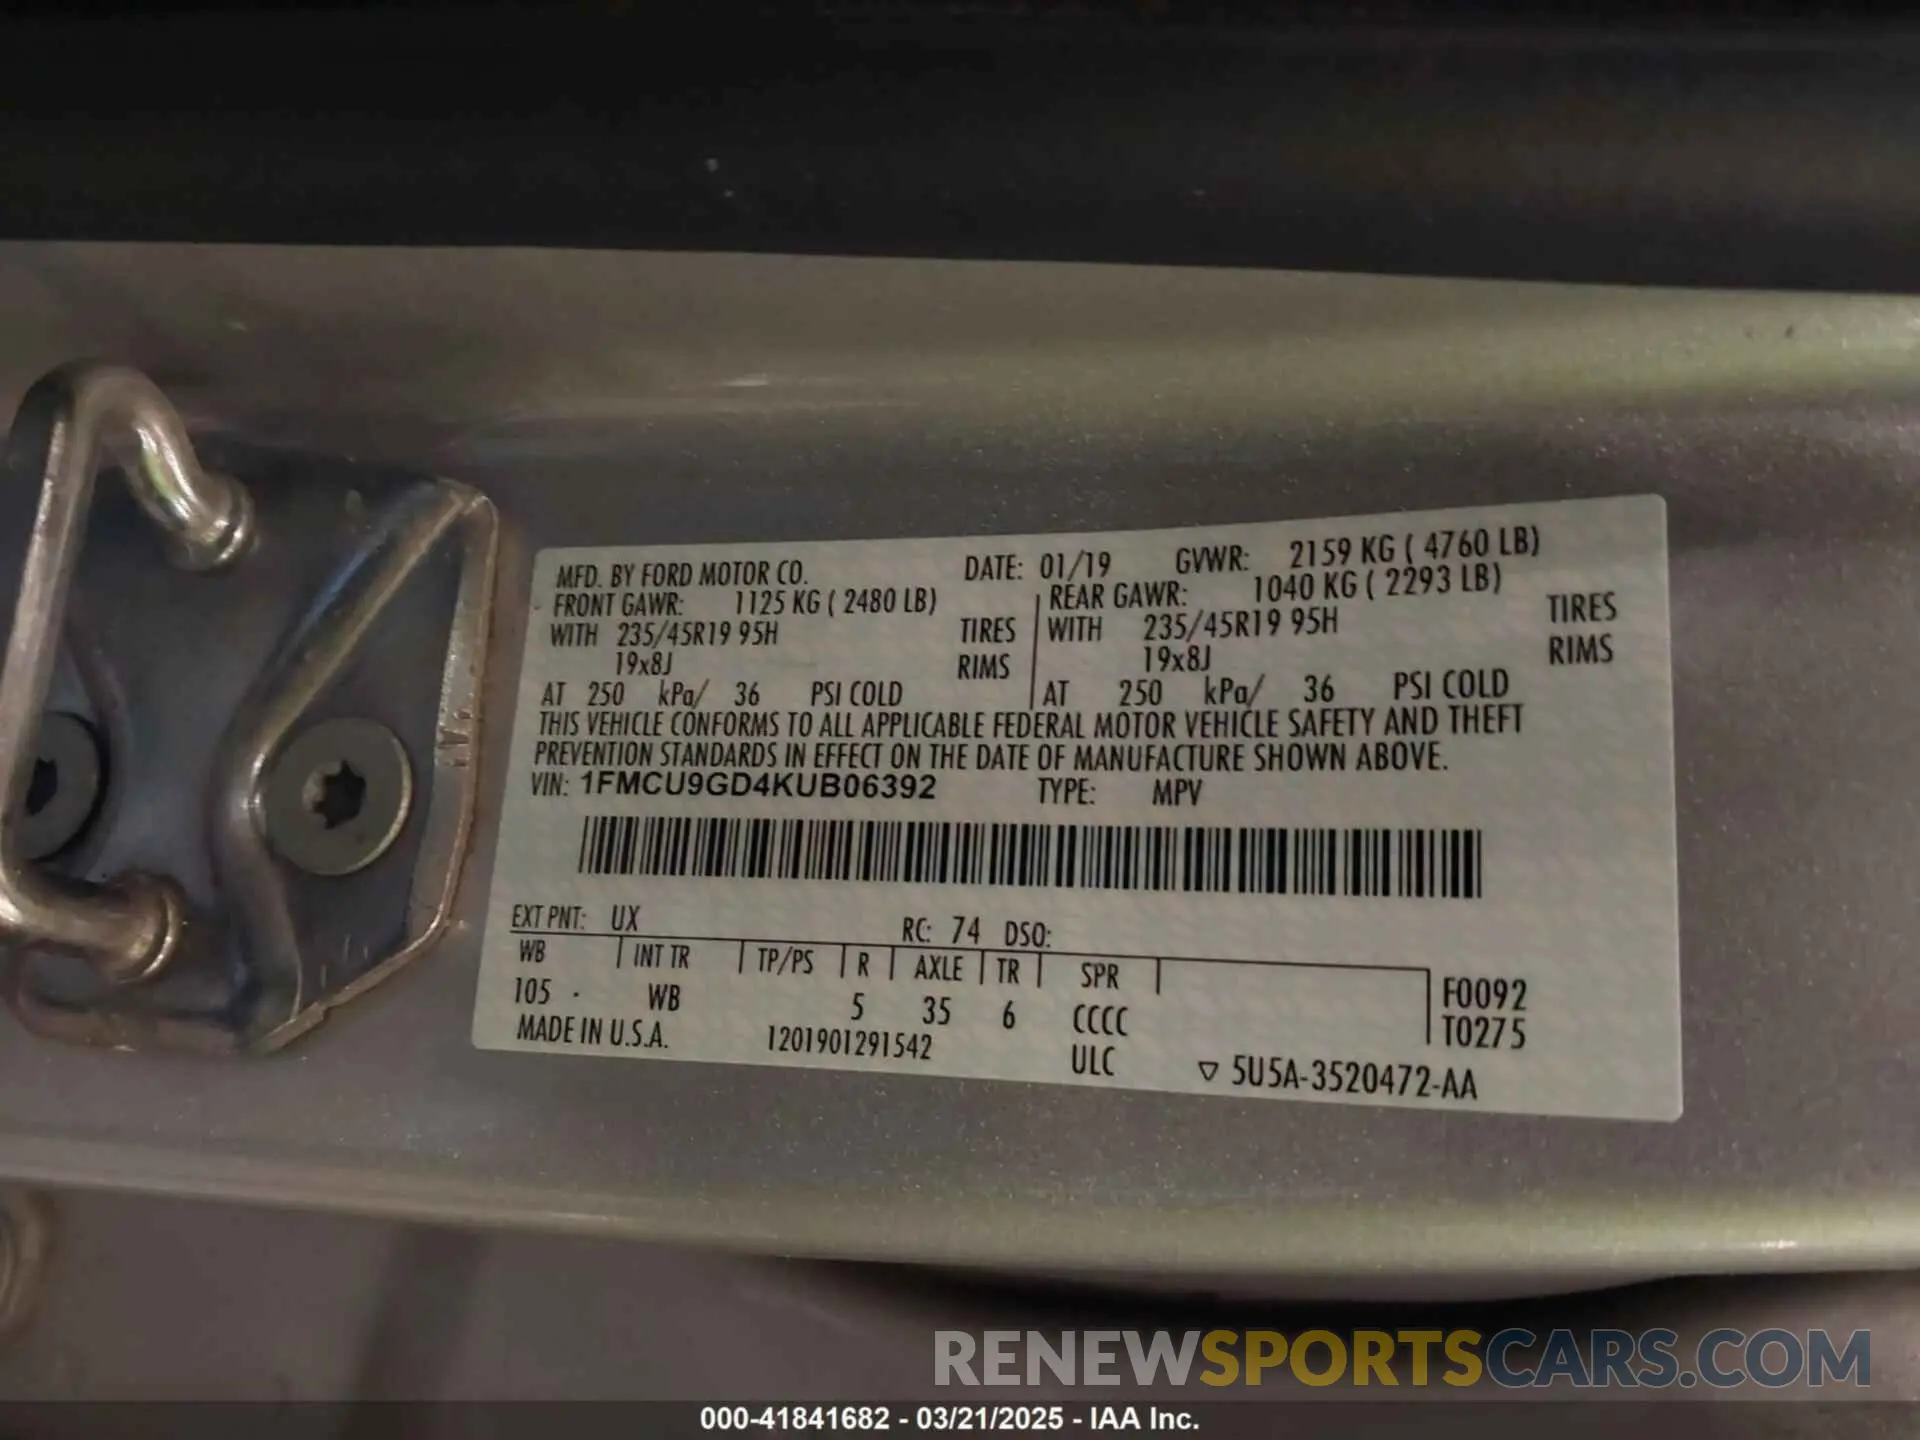 MFD. BY FORD MOTOR CO. DATE: 01/19 GVWR: 2159 KG ( 4760 LB)
FRONT GAWR: 1125 KG ( 2480 LB) REAR GAWR: 1040 KG ( 2293 LB)
WITH 235/45R19 95H TIRES WITH 235/45R19 95H TIRES
19x8J RIMS 19x8J RIMS
AT 250 kPa/ 36 PSI COLD AT 250 kPa/ 36 PSI COLD
THIS VEHICLE CONFORMS TO ALL APPLICABLE FEDERAL MOTOR VEHICLE SAFETY AND THEFT
PREVENTION STANDARDS IN EFFECT ON THE DATE OF MANUFACTURE SHOWN ABOVE.
VIN: 1FMCU9GD4KUB06392 TYPE: MPV
EXT PNT: UX RC: 74 DSO:
WB INT TR TP/PS R AXLE TR SPR
105 WB 5 35 6 CCCC F0092
MADE IN U.S.A. 1201901291542 ULC T0275
▽ 5U5A-3520472-AA
RENEWSPORTSCARS.COM
000-41841682 - 03/21/2025 - IAA Inc.